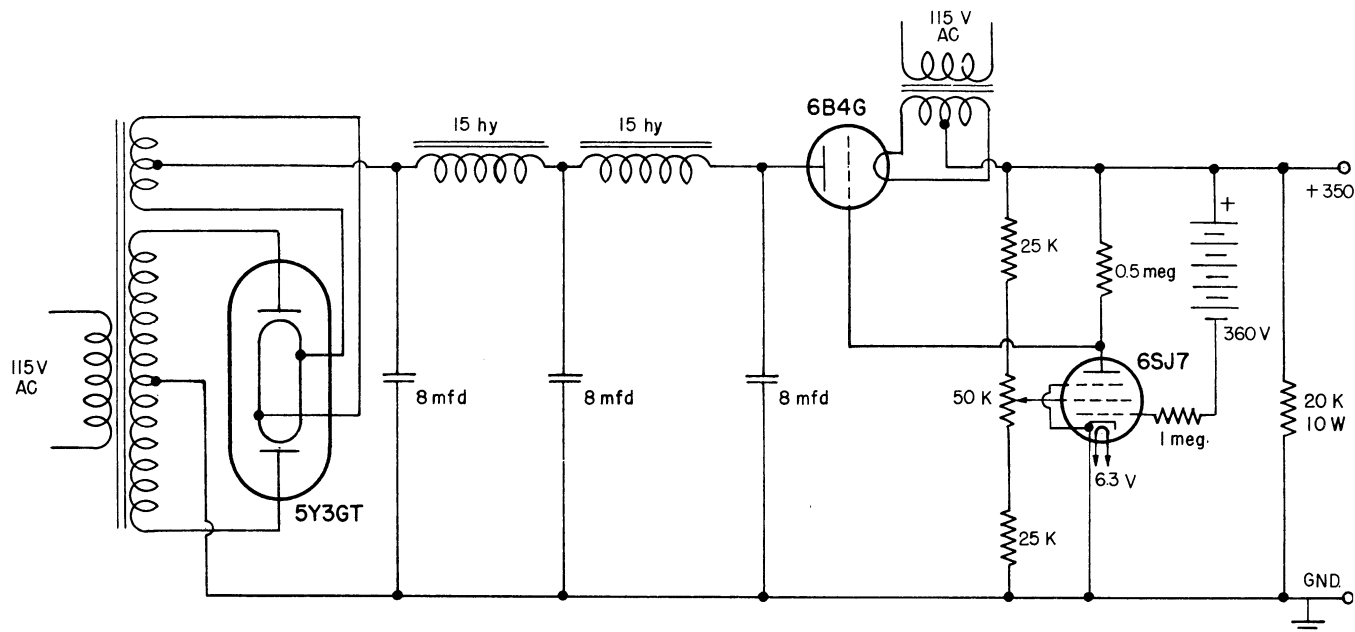 115 V
AC
6B4G
15 hy
15 hy
+
+350
25 K
0.5 meg
360 V
6SJ7
115V
AC
8 mfd
8 mfd
8 mfd
50 K
20 K
10 W
1 meg.
6.3 V
5Y3GT
25 K
GND.